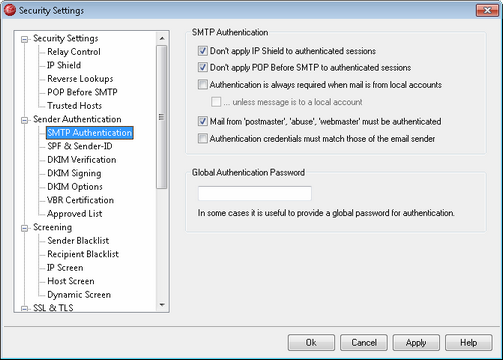 Security Settings
Security Settings
Relay Control
IP Shield
Reverse Lookups
POP Before SMTP
Trusted Hosts
Sender Authentication
SMTP Authentication
SPF & Sender-ID
DKIM Verification
DKIM Signing
DKIM Options
VBR Certification
Approved List
Screening
Sender Blacklist
Recipient Blacklist
IP Screen
Host Screen
Dynamic Screen
SSL & TLS
SMTP Authentication
Don't apply IP Shield to authenticated sessions
Don't apply POP Before SMTP to authenticated sessions
Authentication is always required when mail is from local accounts
... unless message is to a local account
Mail from 'postmaster', 'abuse', 'webmaster' must be authenticated
Authentication credentials must match those of the email sender
Global Authentication Password
In some cases it is useful to provide a global password for authentication.
Ok
Cancel
Apply
Help